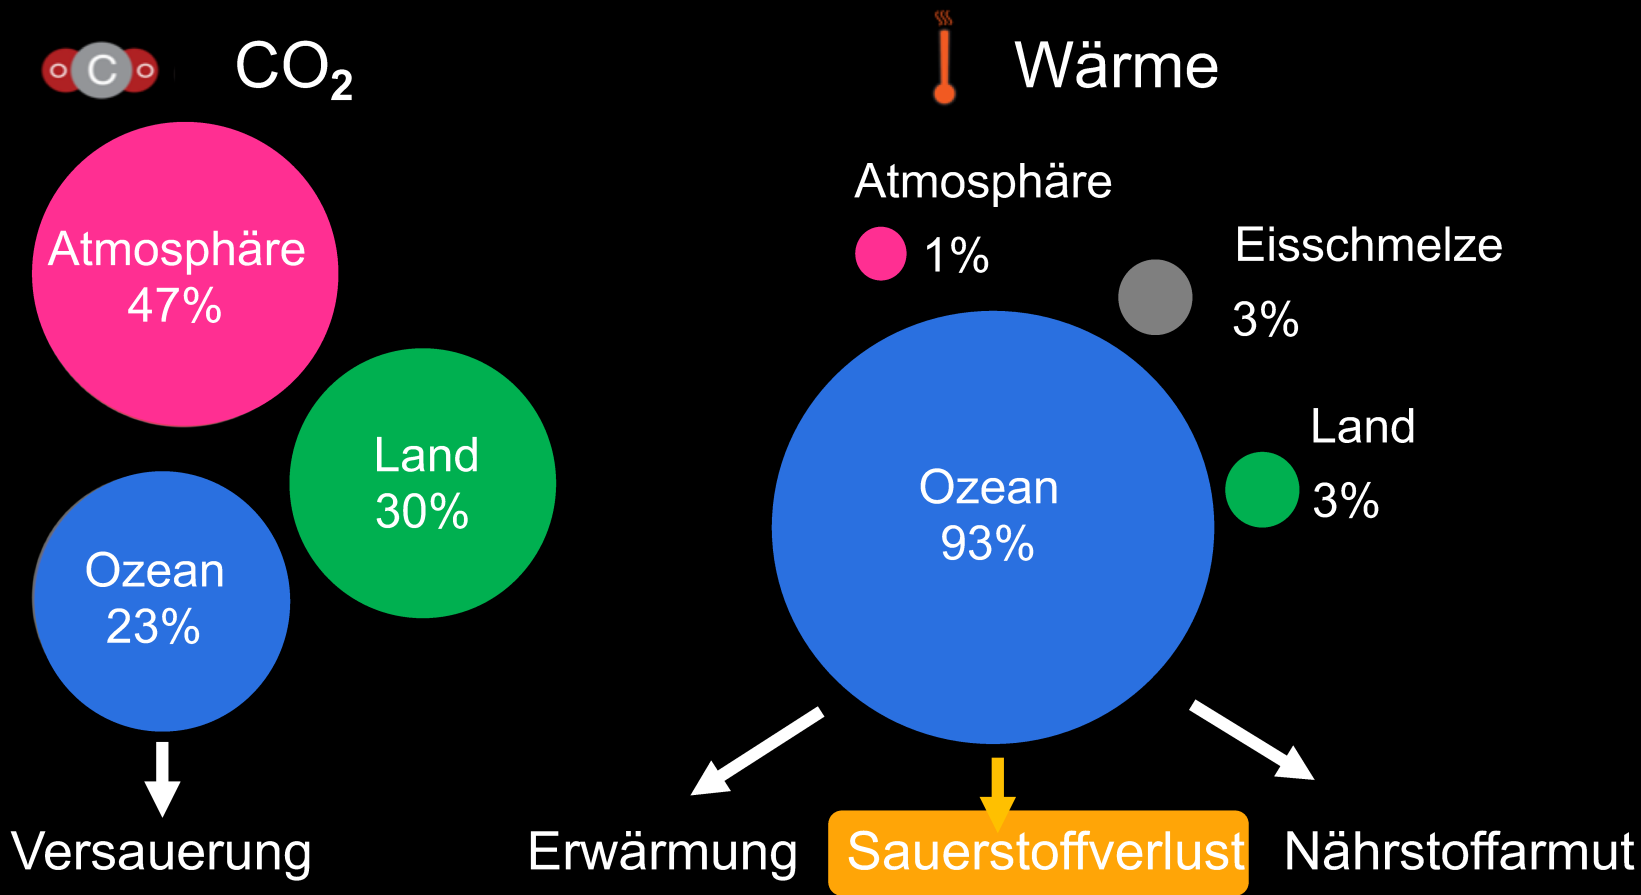 O C O
CO₂
Wärme
Atmosphäre
47%
Land
30%
Ozean
23%
Versauerung
Atmosphäre
1%
Eisschmelze
3%
Land
3%
Ozean
93%
Erwärmung
Sauerstoffverlust
Nährstoffarmut